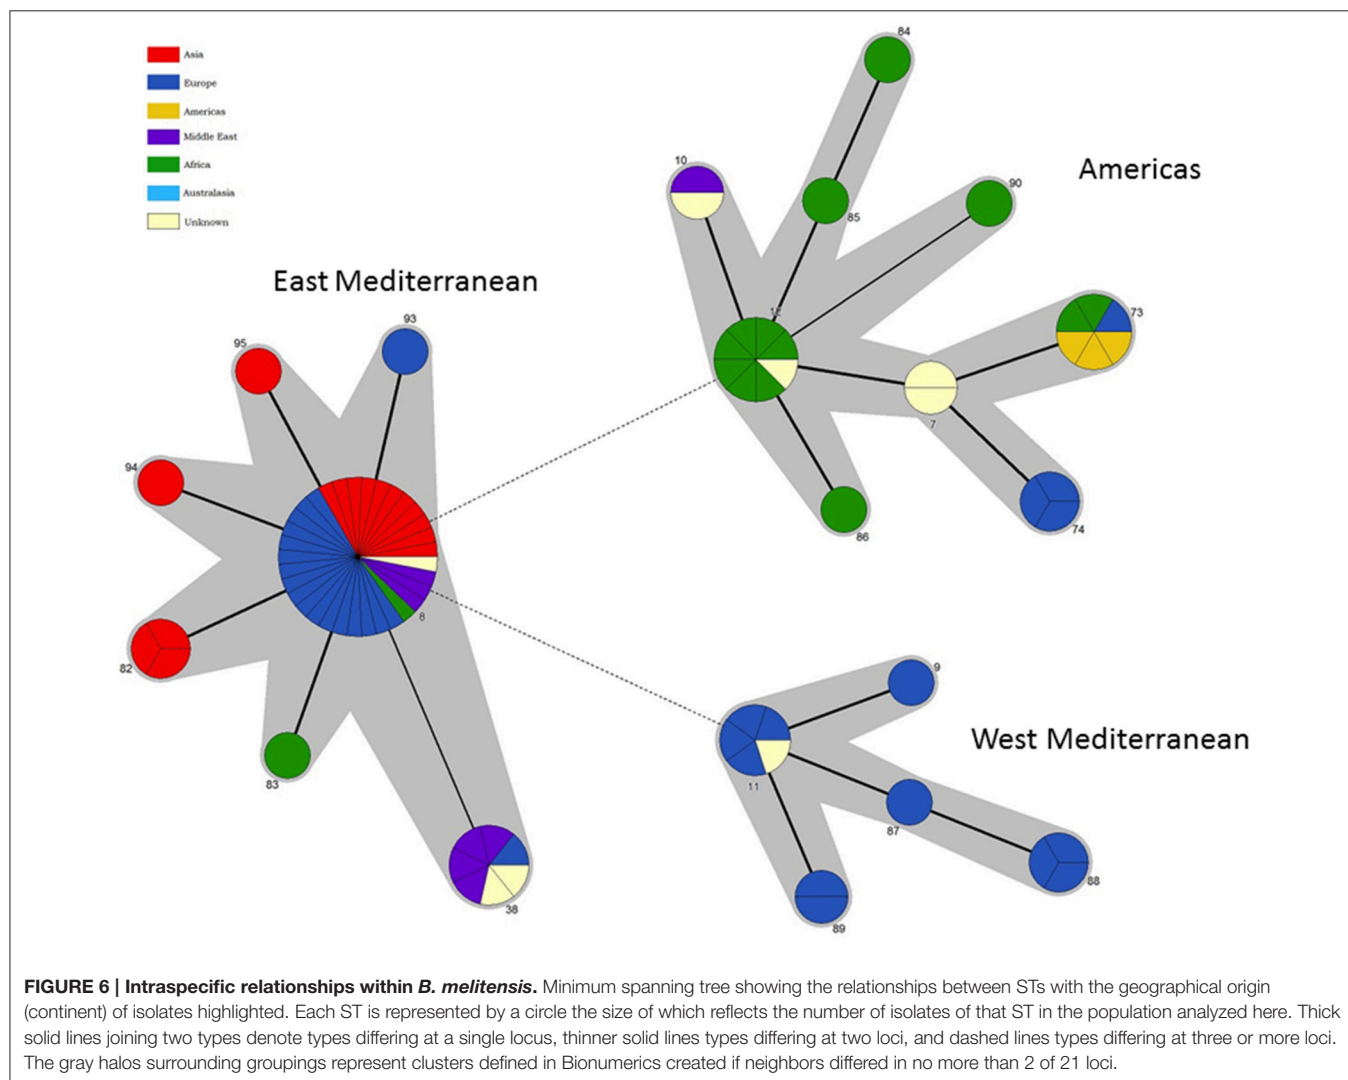 Asia
Europe
Americas
Middle East
Africa
Australasia
Unknown
84
10
90
Americas
85
East Mediterranean
93
12
73
95
7
94
74
86
8
82
9
West Mediterranean
83
11
87
88
38
89
FIGURE 6 | Intraspecific relationships within B. melitensis. Minimum spanning tree showing the relationships between STs with the geographical origin
(continent) of isolates highlighted. Each ST is represented by a circle the size of which reflects the number of isolates of that ST in the population analyzed here. Thick
solid lines joining two types denote types differing at a single locus, thinner solid lines types differing at two loci, and dashed lines types differing at three or more loci.
The gray halos surrounding groupings represent clusters defined in Bionumerics created if neighbors differed in no more than 2 of 21 loci.